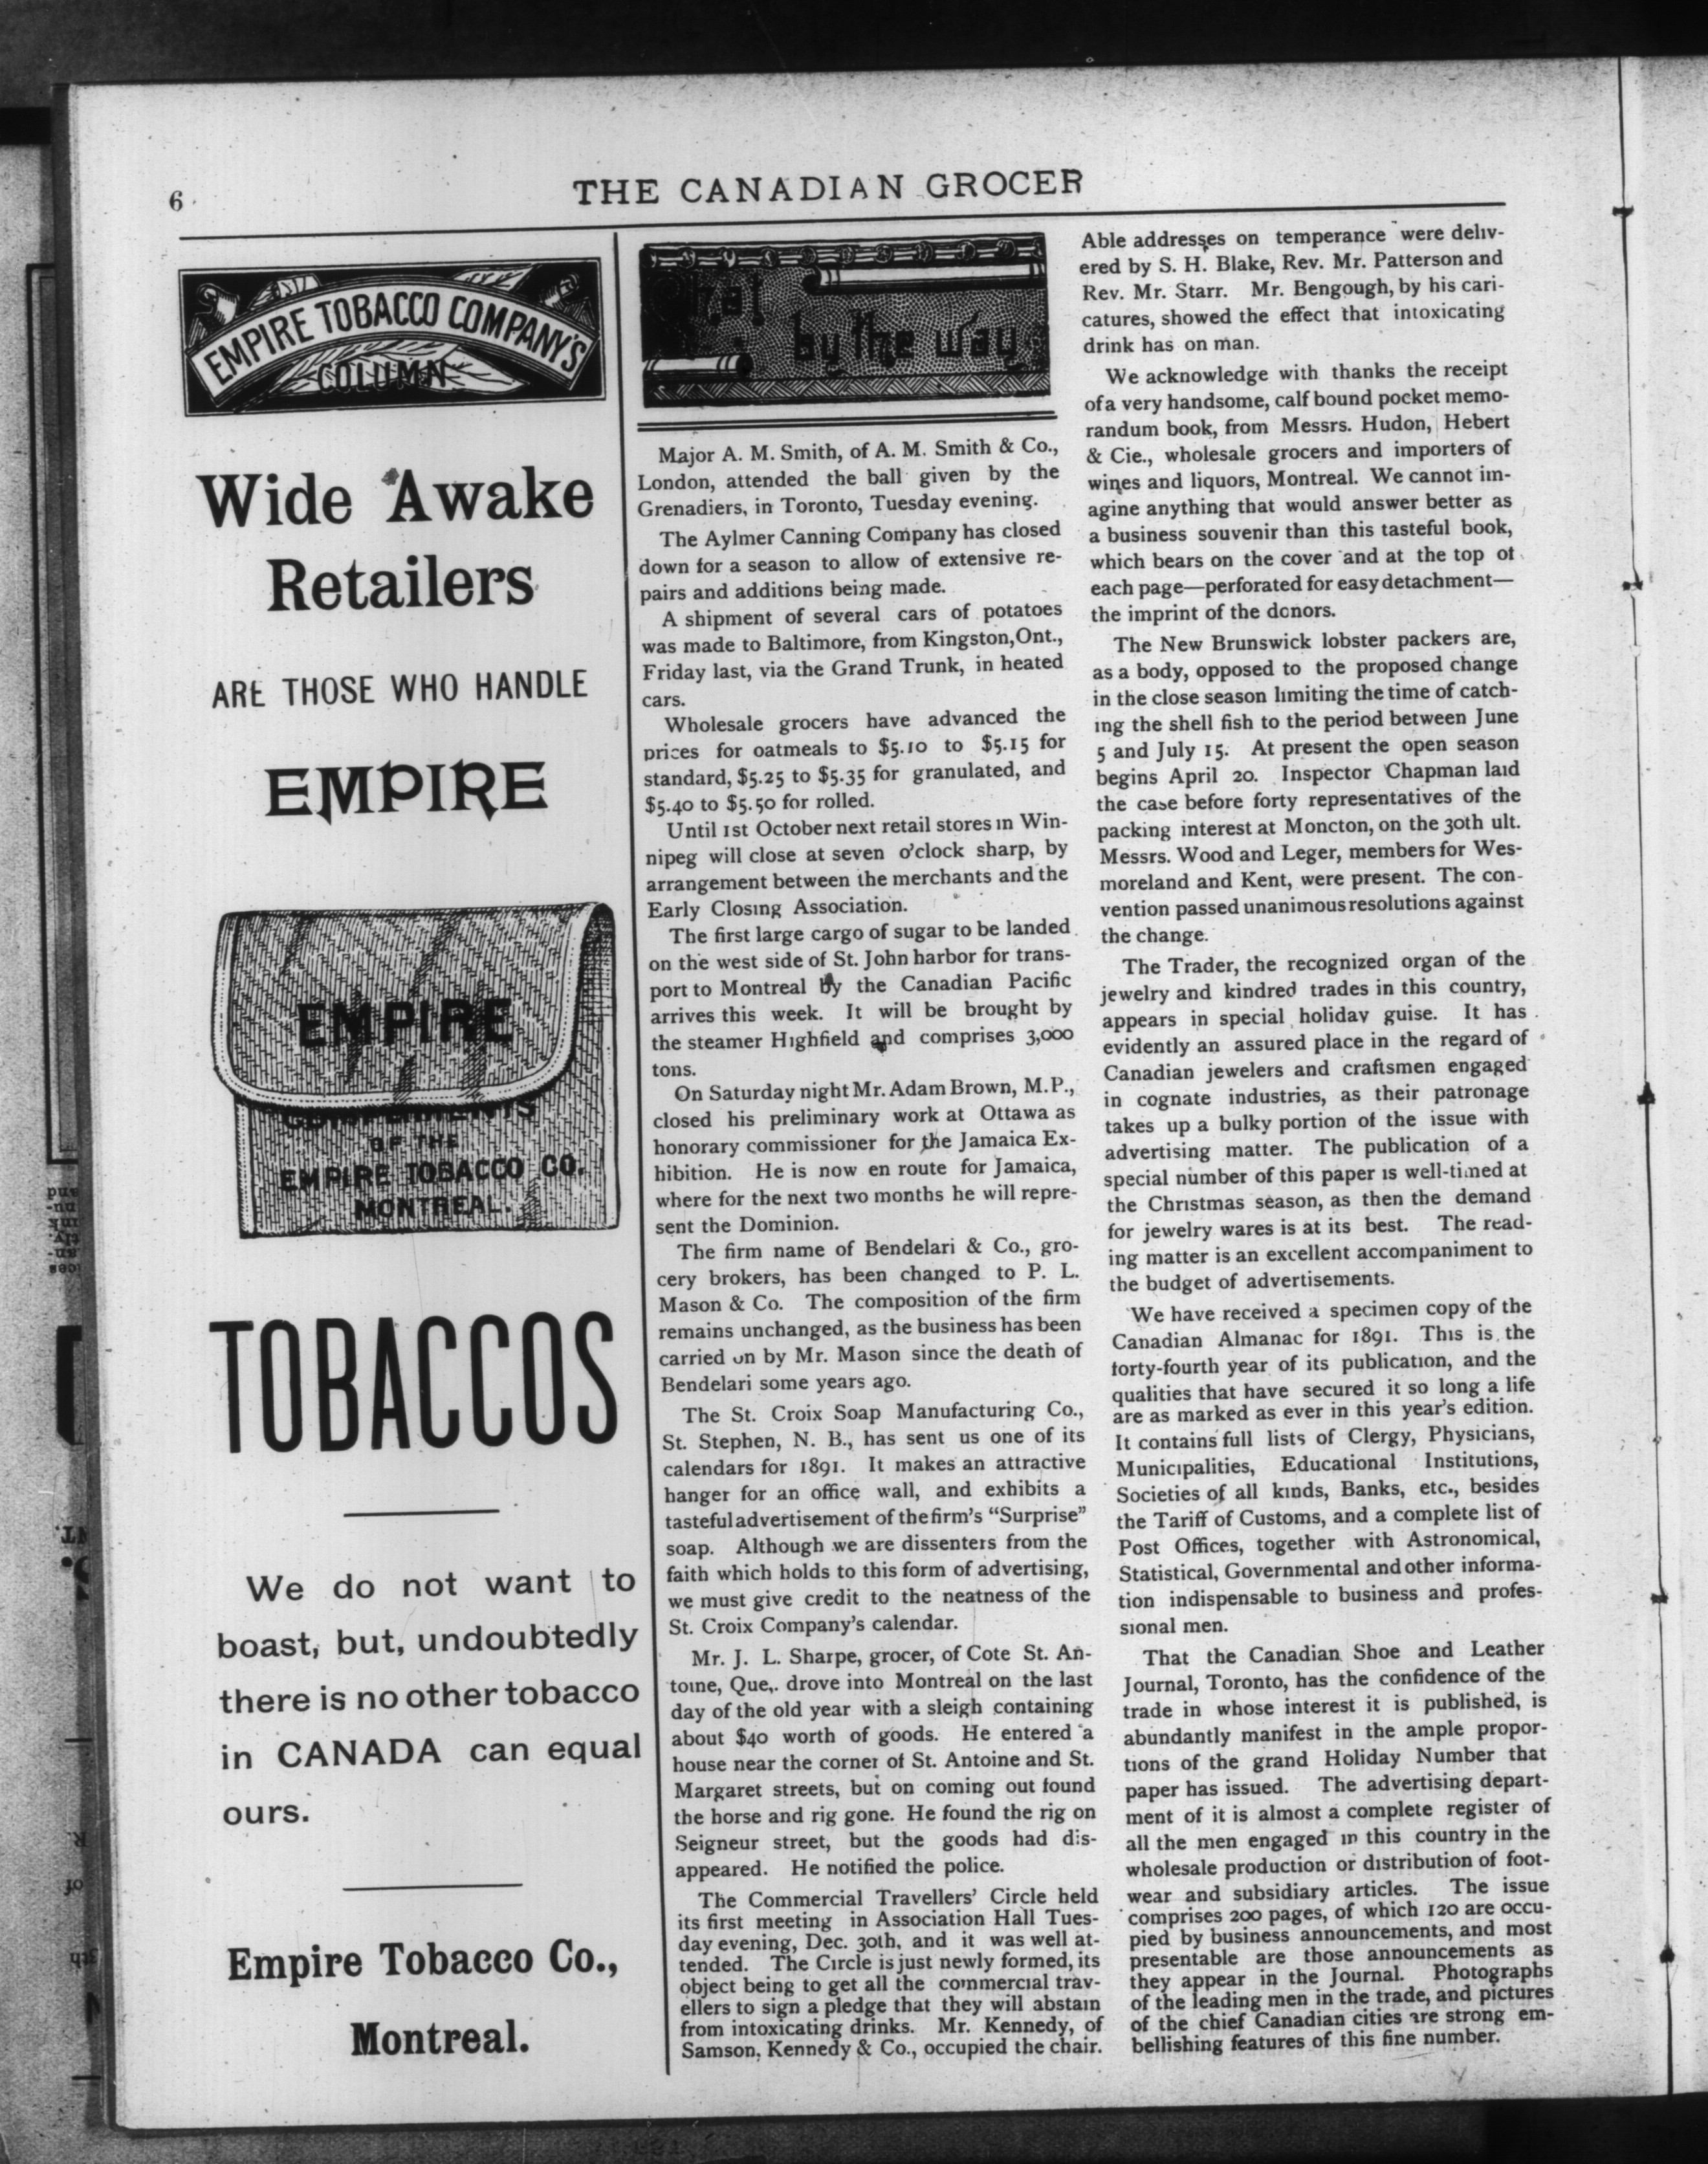 6
THE CANADIAN GROCER
EMPIRE TOBACCO COMPANY'S
COLUMN
Wide Awake
Retailers
ARE THOSE WHO HANDLE
EMPIRE
EMPIRE
OF THE
EMPIRE TOBACCO CO.
MONTREAL.
TOBACCOS
We do not want to
boast, but, undoubtedly
there is no other tobacco
in CANADA can equal
ours.
Empire Tobacco Co.,
Montreal.
by the way
Major A. M. Smith, of A. M. Smith & Co.,
London, attended the ball given by the
Grenadiers, in Toronto, Tuesday evening.
The Aylmer Canning Company has closed
down for a season to allow of extensive re-
pairs and additions being made.
A shipment of several cars of potatoes
was made to Baltimore, from Kingston, Ont.,
Friday last, via the Grand Trunk, in heated
cars.
Wholesale grocers have advanced the
prices for oatmeals to $5.10 to $5.15 for
standard, $5.25 to $5.35 for granulated, and
$5.40 to $5.50 for rolled.
Until 1st October next retail stores in Win-
nipeg will close at seven o'clock sharp, by
arrangement between the merchants and the
Early Closing Association.
The first large cargo of sugar to be landed
on the west side of St. John harbor for trans-
port to Montreal by the Canadian Pacific
arrives this week. It will be brought by
the steamer Highfield and comprises 3,000
tons.
On Saturday night Mr. Adam Brown, M.P.,
closed his preliminary work at Ottawa as
honorary commissioner for the Jamaica Ex-
hibition. He is now en route for Jamaica,
where for the next two months he will repre-
sent the Dominion.
The firm name of Bendelari & Co., gro-
cery brokers, has been changed to P. L.
Mason & Co. The composition of the firm
remains unchanged, as the business has been
carried on by Mr. Mason since the death of
Bendelari some years ago.
The St. Croix Soap Manufacturing Co.,
St. Stephen, N. B., has sent us one of its
calendars for 1891. It makes an attractive
hanger for an office wall, and exhibits a
tasteful advertisement of the firm's "Surprise"
soap. Although we are dissenters from the
faith which holds to this form of advertising,
we must give credit to the neatness of the
St. Croix Company's calendar.
Mr. J. L. Sharpe, grocer, of Cote St. An-
toine, Que,. drove into Montreal on the last
day of the old year with a sleigh containing
about $40 worth of goods. He entered a
house near the corner of St. Antoine and St.
Margaret streets, but on coming out found
the horse and rig gone. He found the rig on
Seigneur street, but the goods had dis-
appeared. He notified the police.
The Commercial Travellers' Circle held
its first meeting in Association Hall Tues-
day evening, Dec. 30th, and it was well at-
tended. The Circle is just newly formed, its
object being to get all the commercial trav-
ellers to sign a pledge that they will abstain
from intoxicating drinks. Mr. Kennedy, of
Samson, Kennedy & Co., occupied the chair.
Able addresses on temperance were deliv-
ered by S. H. Blake, Rev. Mr. Patterson and
Rev. Mr. Starr. Mr. Bengough, by his cari-
catures, showed the effect that intoxicating
drink has on man.
We acknowledge with thanks the receipt
of a very handsome, calf bound pocket memo-
randum book, from Messrs. Hudon, Hebert
& Cie., wholesale grocers and importers of
wines and liquors, Montreal. We cannot im-
agine anything that would answer better as
a business souvenir than this tasteful book,
which bears on the cover and at the top of
each page—perforated for easy detachment—
the imprint of the donors.
The New Brunswick lobster packers are,
as a body, opposed to the proposed change
in the close season limiting the time of catch-
ing the shell fish to the period between June
5 and July 15. At present the open season
begins April 20. Inspector Chapman laid
the case before forty representatives of the
packing interest at Moncton, on the 30th ult.
Messrs. Wood and Leger, members for Wes-
moreland and Kent, were present. The con-
vention passed unanimous resolutions against
the change.
The Trader, the recognized organ of the
jewelry and kindred trades in this country,
appears in special holiday guise. It has
evidently an assured place in the regard of
Canadian jewelers and craftsmen engaged
in cognate industries, as their patronage
takes up a bulky portion of the issue with
advertising matter. The publication of a
special number of this paper is well-timed at
the Christmas season, as then the demand
for jewelry wares is at its best. The read-
ing matter is an excellent accompaniment to
the budget of advertisements.
We have received a specimen copy of the
Canadian Almanac for 1891. This is the
forty-fourth year of its publication, and the
qualities that have secured it so long a life
are as marked as ever in this year's edition.
It contains full lists of Clergy, Physicians,
Municipalities, Educational Institutions,
Societies of all kinds, Banks, etc., besides
the Tariff of Customs, and a complete list of
Post Offices, together with Astronomical,
Statistical, Governmental and other informa-
tion indispensable to business and profes-
sional men.
That the Canadian Shoe and Leather
Journal, Toronto, has the confidence of the
trade in whose interest it is published, is
abundantly manifest in the ample propor-
tions of the grand Holiday Number that
paper has issued. The advertising depart-
ment of it is almost a complete register of
all the men engaged in this country in the
wholesale production or distribution of foot-
wear and subsidiary articles. The issue
comprises 200 pages, of which 120 are occu-
pied by business announcements, and most
presentable are those announcements as
they appear in the Journal. Photographs
of the leading men in the trade, and pictures
of the chief Canadian cities are strong em-
bellishing features of this fine number.